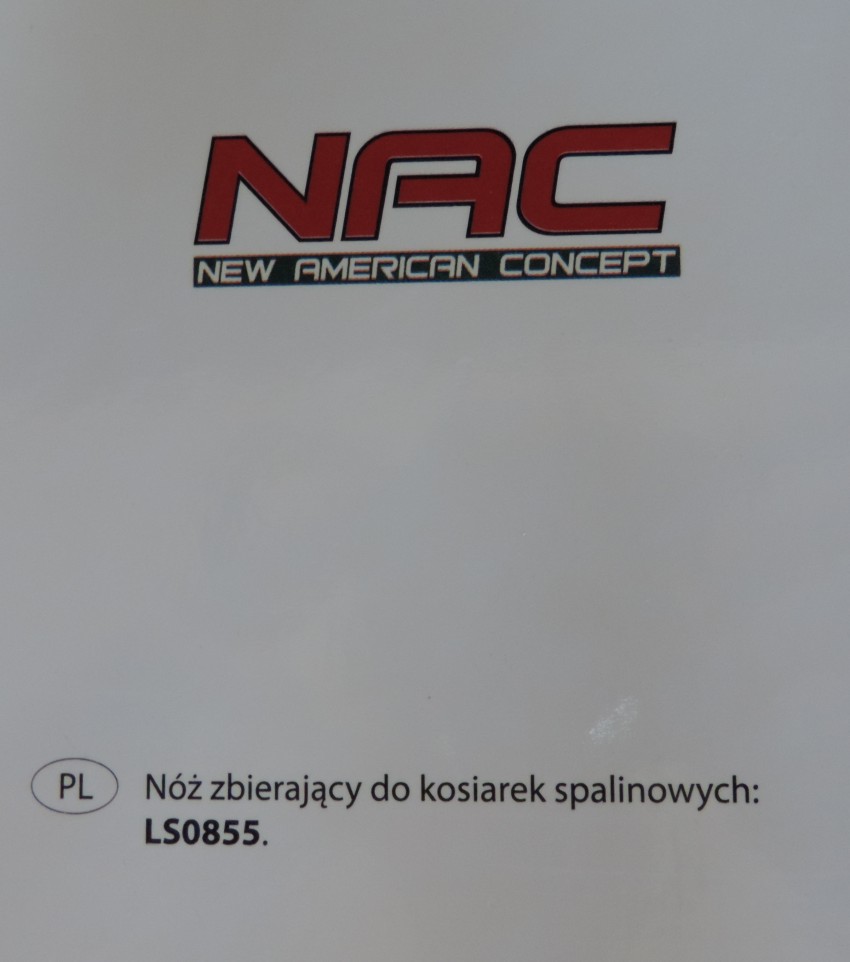 NAC
NEW AMERICAN CONCEPT
PL Nóż zbierający do kosiarek spalinowych:
LS0855.